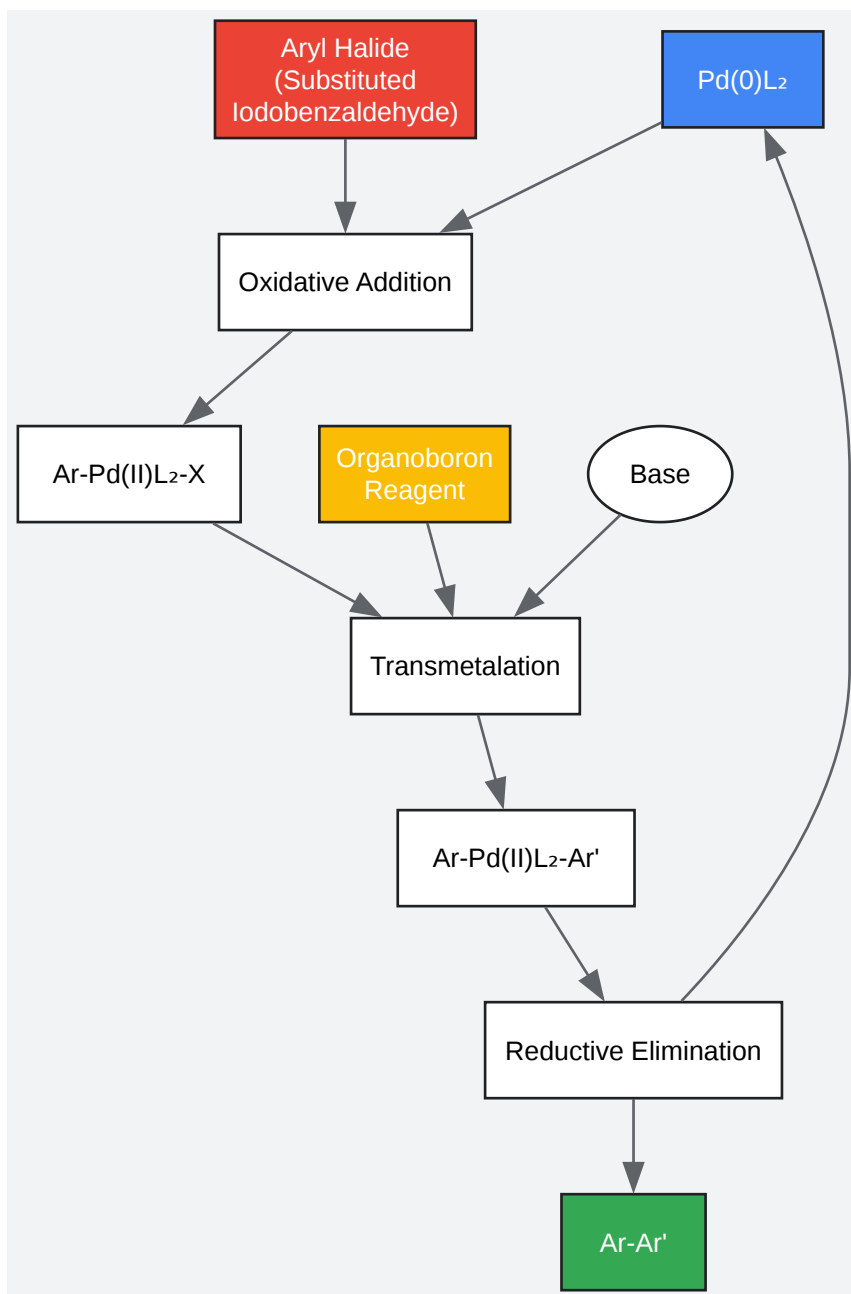 Aryl Halide
(Substituted
Iodobenzaldehyde)
Pd(0)L₂
Oxidative Addition
Ar-Pd(II)L₂-X
Organoboron
Reagent
Base
Transmetalation
Ar-Pd(II)L₂-Ar'
Reductive Elimination
Ar-Ar'